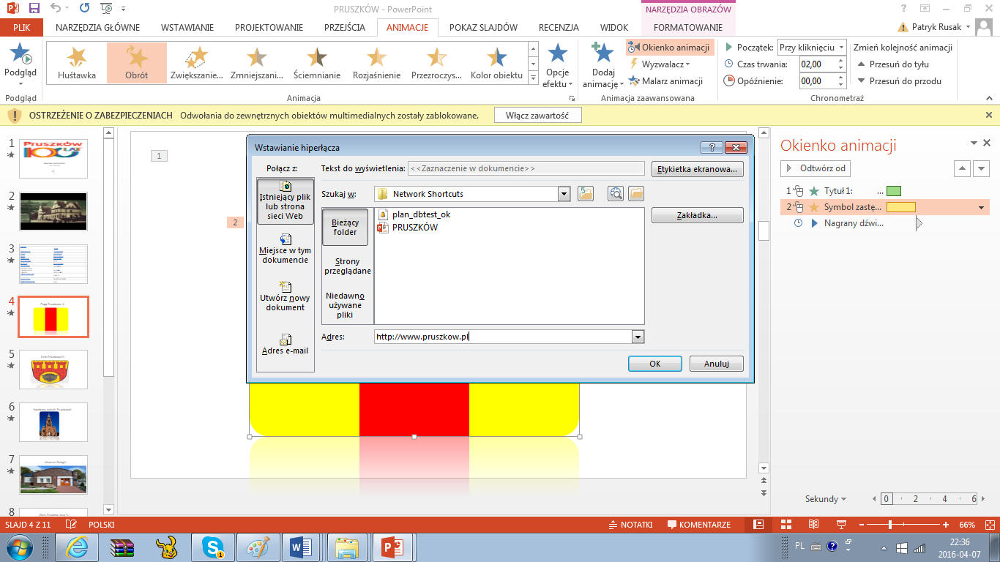 PRUSZKÓW - PowerPoint
NARZĘDZIA OBRAZÓW
PLIK NARZĘDZIA GŁÓWNE WSTAWIANIE PROJEKTOWANIE PRZEJŚCIA ANIMACJE POKAZ SLAJDÓW RECENZJA WIDOK FORMATOWANIE Patryk Rusak
Podgląd
Huśtawka Obrót Zwiększanie... Zmniejszani... Ściemnianie Rozjaśnienie Przezroczys... Kolor obiektu
Opcje efektu
Dodaj animację
Okienko animacji
Wyzwalacz
Malarz animacji
Początek: Przy kliknięciu
Czas trwania: 02,00
Opóźnienie: 00,00
Zmień kolejność animacji
Przesuń do tyłu
Przesuń do przodu
Podgląd Animacja Animacja zaawansowana Chronometraż
OSTRZEŻENIE O ZABEZPIECZENIACH Odwołania do zewnętrznych obiektów multimedialnych zostały zablokowane. Włącz zawartość
1
PRUSZKÓW
100 LAT
2
3
4
5
6
7
8
1
2
Wstawianie hiperłącza
Połącz z:
Tekst do wyświetlenia: <<Zaznaczenie w dokumencie>>
Etykietka ekranowa...
Istniejący plik lub strona sieci Web
Miejsce w tym dokumencie
Utwórz nowy dokument
Adres e-mail
Szukaj w: Network Shortcuts
Bieżący folder
Strony przeglądane
Niedawno używane pliki
plan_dbtest_ok
PRUSZKÓW
Zakładka...
Adres: http://www.pruszkow.pl
OK Anuluj
Okienko animacji
Odtwórz od
1 Tytuł 1: ...
2 Symbol zastę...
Nagrany dźwi...
Sekundy 0 2 4 6
SLAJD 4 Z 11 POLSKI NOTATKI KOMENTARZE 66%
1
PL
22:36
2016-04-07